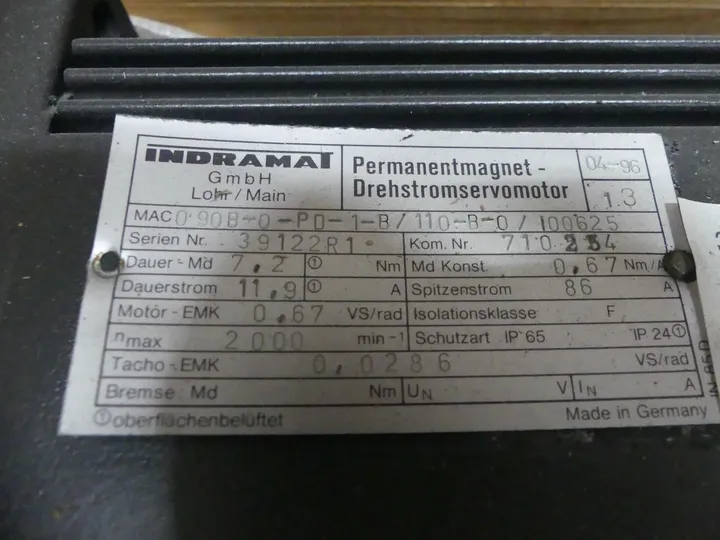 INDRAMAT
GmbH
Lohr/Main
Permanentmagnet-
Drehstromservomotor
04-96
1.3
MAC 090B-0-PD-1-B/110-B-0/I00625
Serien Nr. 39122R1
Kom. Nr. 710 234
Dauer-Md 7,2 ① Nm
Md Konst. 0,67 Nm/A
Dauerstrom 11,9 ① A
Spitzenstrom 86 A
Motor-EMK 0,67 VS/rad
Isolationsklasse F
nmax 2000 min-1
Schutzart IP 65 IP 24①
Tacho-EMK 0,0286 VS/rad
Bremse: Md Nm UN V IN A
①oberflächenbelüftet
Made in Germany